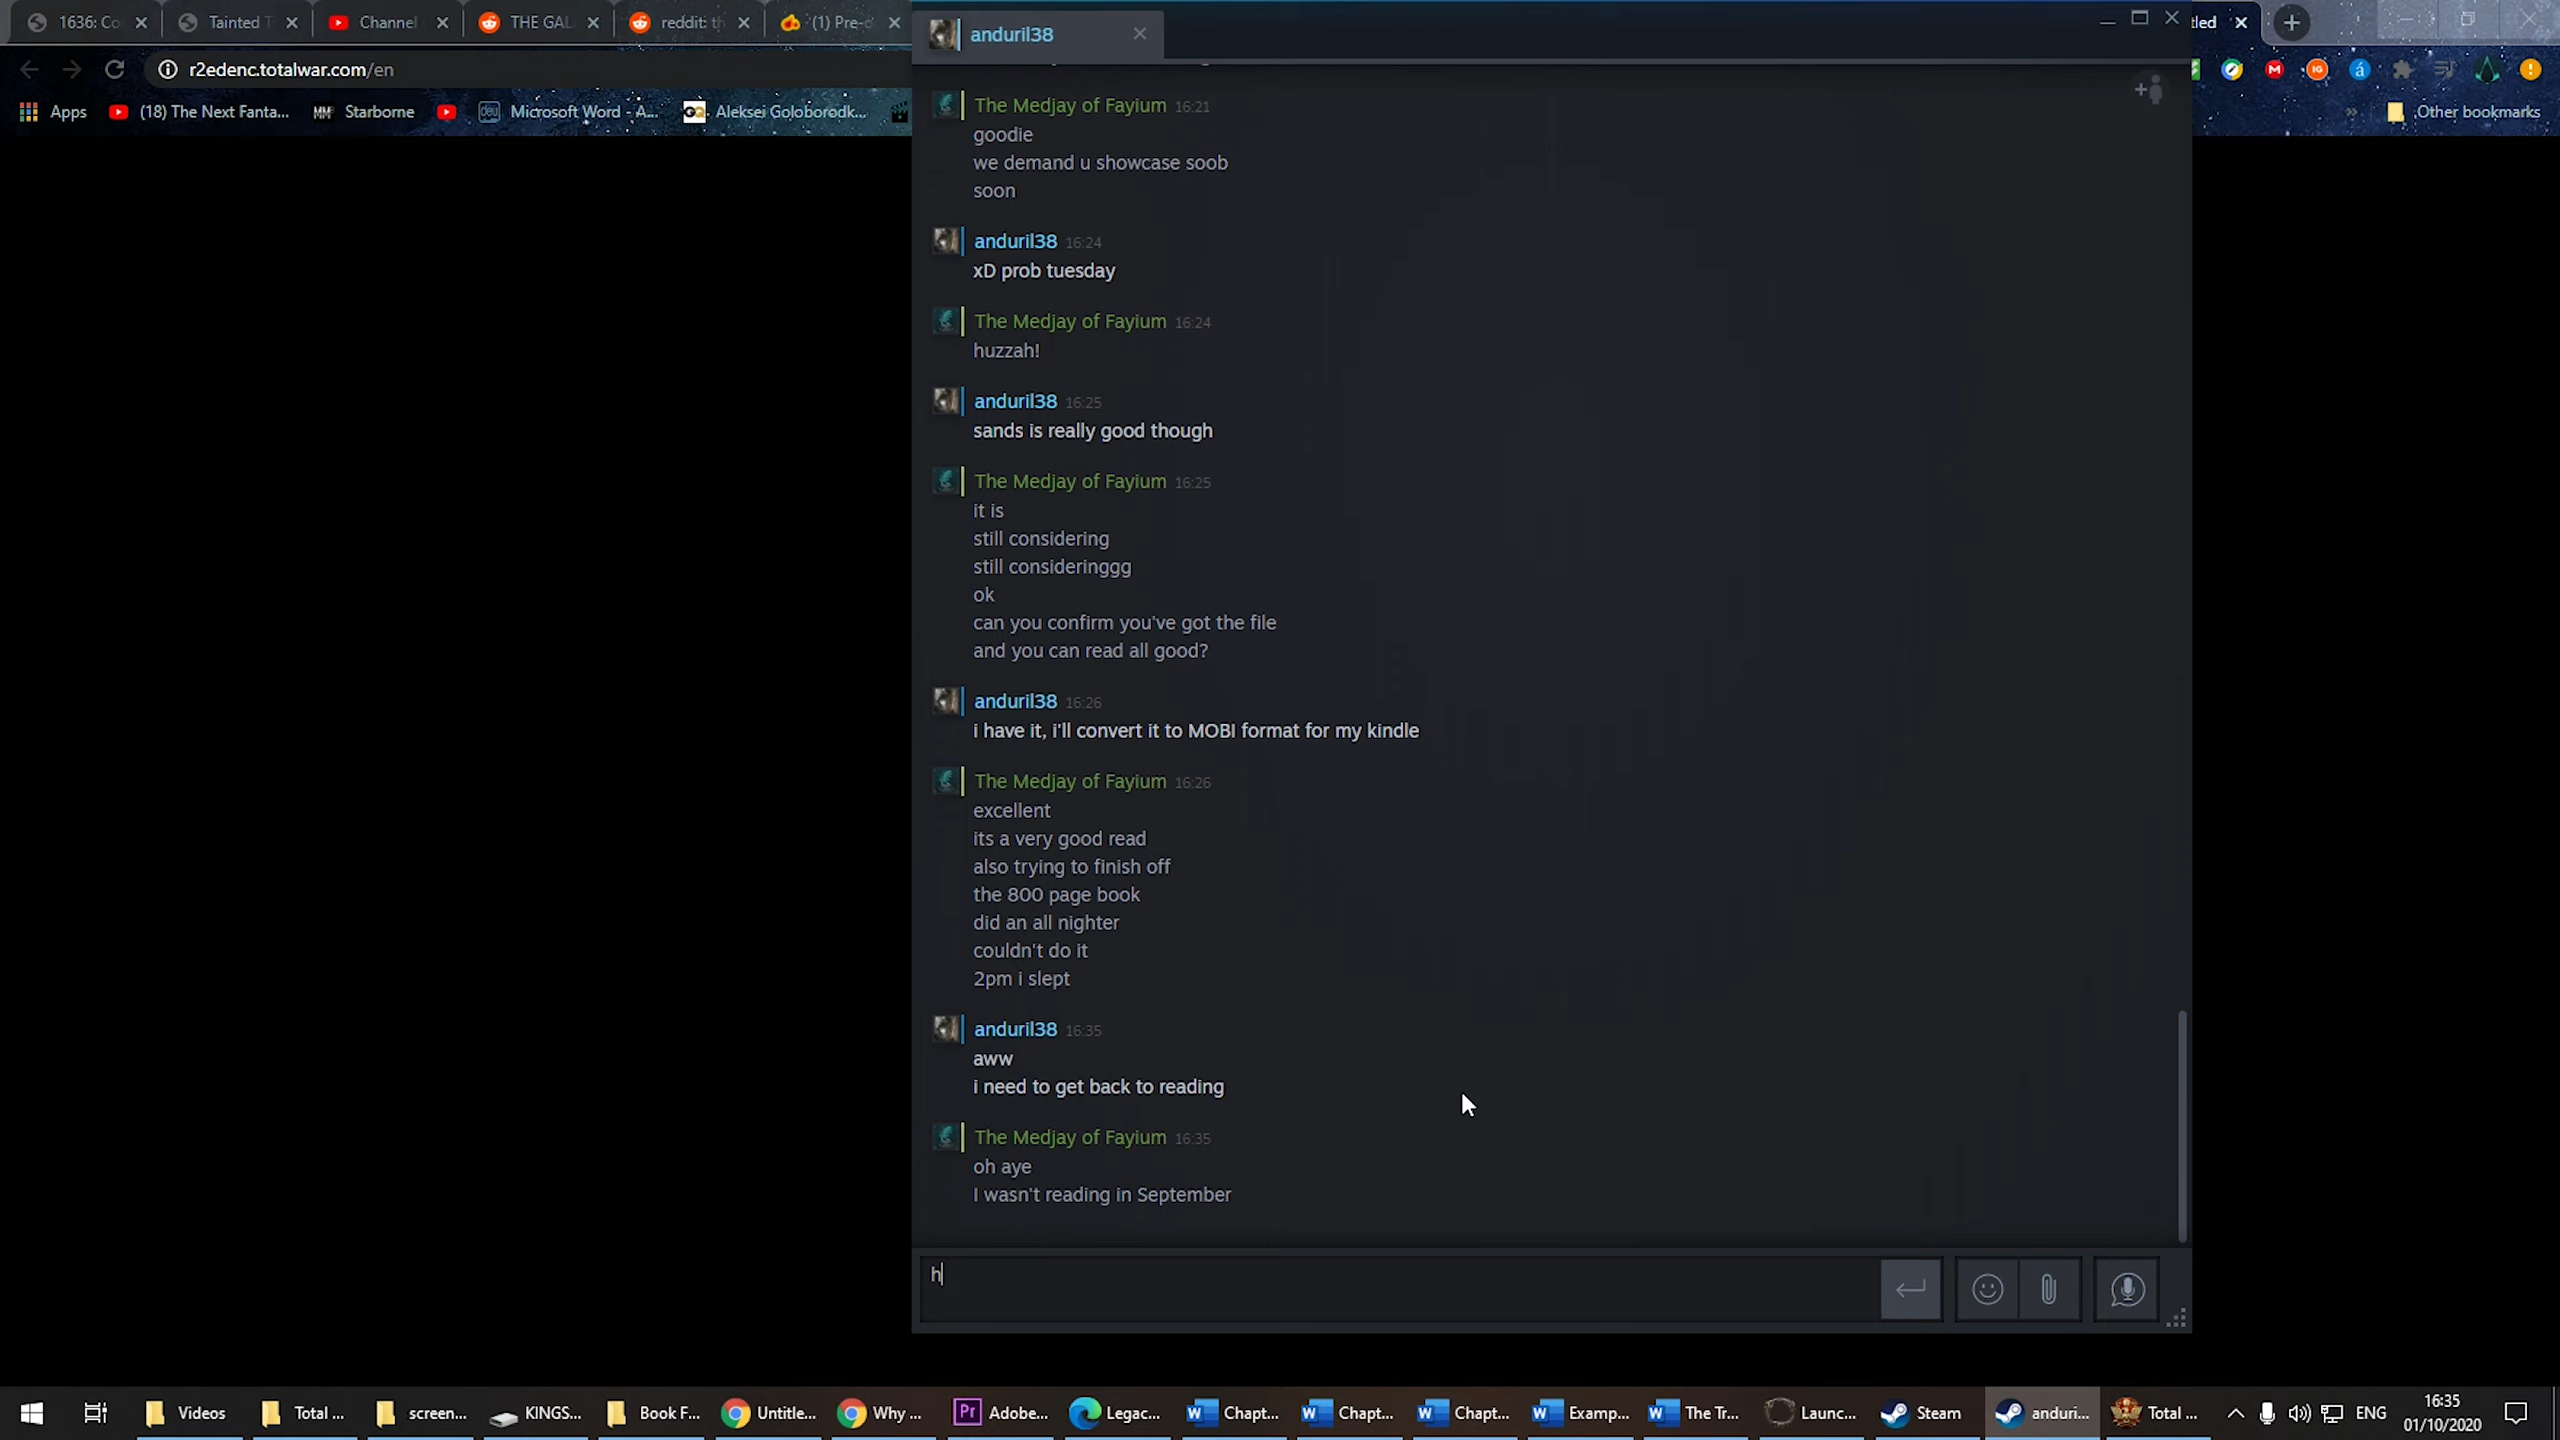 1636: Co
Tainted T
Channel
THE GAL
reddit: th
(1) Pre-o
anduril38
tled
r2edenc.totalwar.com/en
Apps
(18) The Next Fanta...
Starborne
Microsoft Word - A...
Aleksei Goloborodk...
Other bookmarks
The Medjay of Fayium 16:21
goodie
we demand u showcase soob
soon
anduril38 16:24
xD prob tuesday
The Medjay of Fayium 16:24
huzzah!
anduril38 16:25
sands is really good though
The Medjay of Fayium 16:25
it is
still considering
still consideringgg
ok
can you confirm you've got the file
and you can read all good?
anduril38 16:26
i have it, i'll convert it to MOBI format for my kindle
The Medjay of Fayium 16:26
excellent
its a very good read
also trying to finish off
the 800 page book
did an all nighter
couldn't do it
2pm i slept
anduril38 16:35
aww
i need to get back to reading
The Medjay of Fayium 16:35
oh aye
I wasn't reading in September
h
Videos
Total ...
screen...
KINGS...
Book F...
Untitle...
Why ...
Adobe...
Legac...
Chapt...
Chapt...
Chapt...
Examp...
The Tr...
Launc...
Steam
anduri...
Total ...
ENG
16:35
01/10/2020